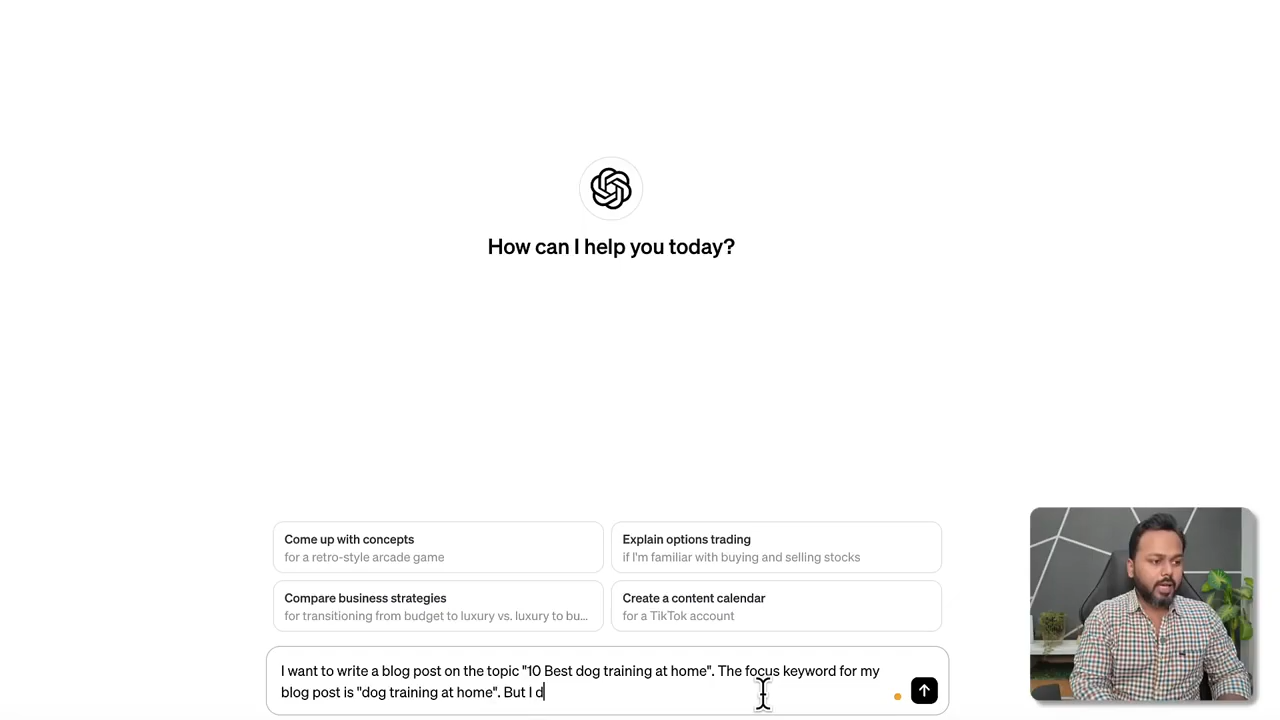 How can I help you today?
Come up with concepts
for a retro-style arcade game
Explain options trading
if I'm familiar with buying and selling stocks
Compare business strategies
for transitioning from budget to luxury vs. luxury to bu...
Create a content calendar
for a TikTok account
I want to write a blog post on the topic "10 Best dog training at home". The focus keyword for my
blog post is "dog training at home". But I d